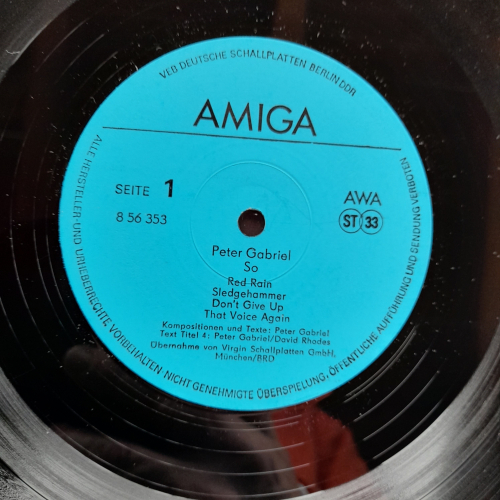 VEB DEUTSCHE SCHALLPLATTEN BERLIN DDR
AMIGA
SEITE 1
8 56 353
AWA
ST 33
Peter Gabriel
So
Red Rain
Sledgehammer
Don't Give Up
That Voice Again
Kompositionen und Texte: Peter Gabriel
Text Titel 4: Peter Gabriel/David Rhodes
Übernahme von Virgin Schallplatten GmbH,
München/BRD
ALLE HERSTELLER-UND URHEBERRECHTE VORBEHALTEN. NICHT GENEHMIGTE ÜBERSPIELUNG, ÖFFENTLICHE AUFFÜHRUNG UND SENDUNG VERBOTEN